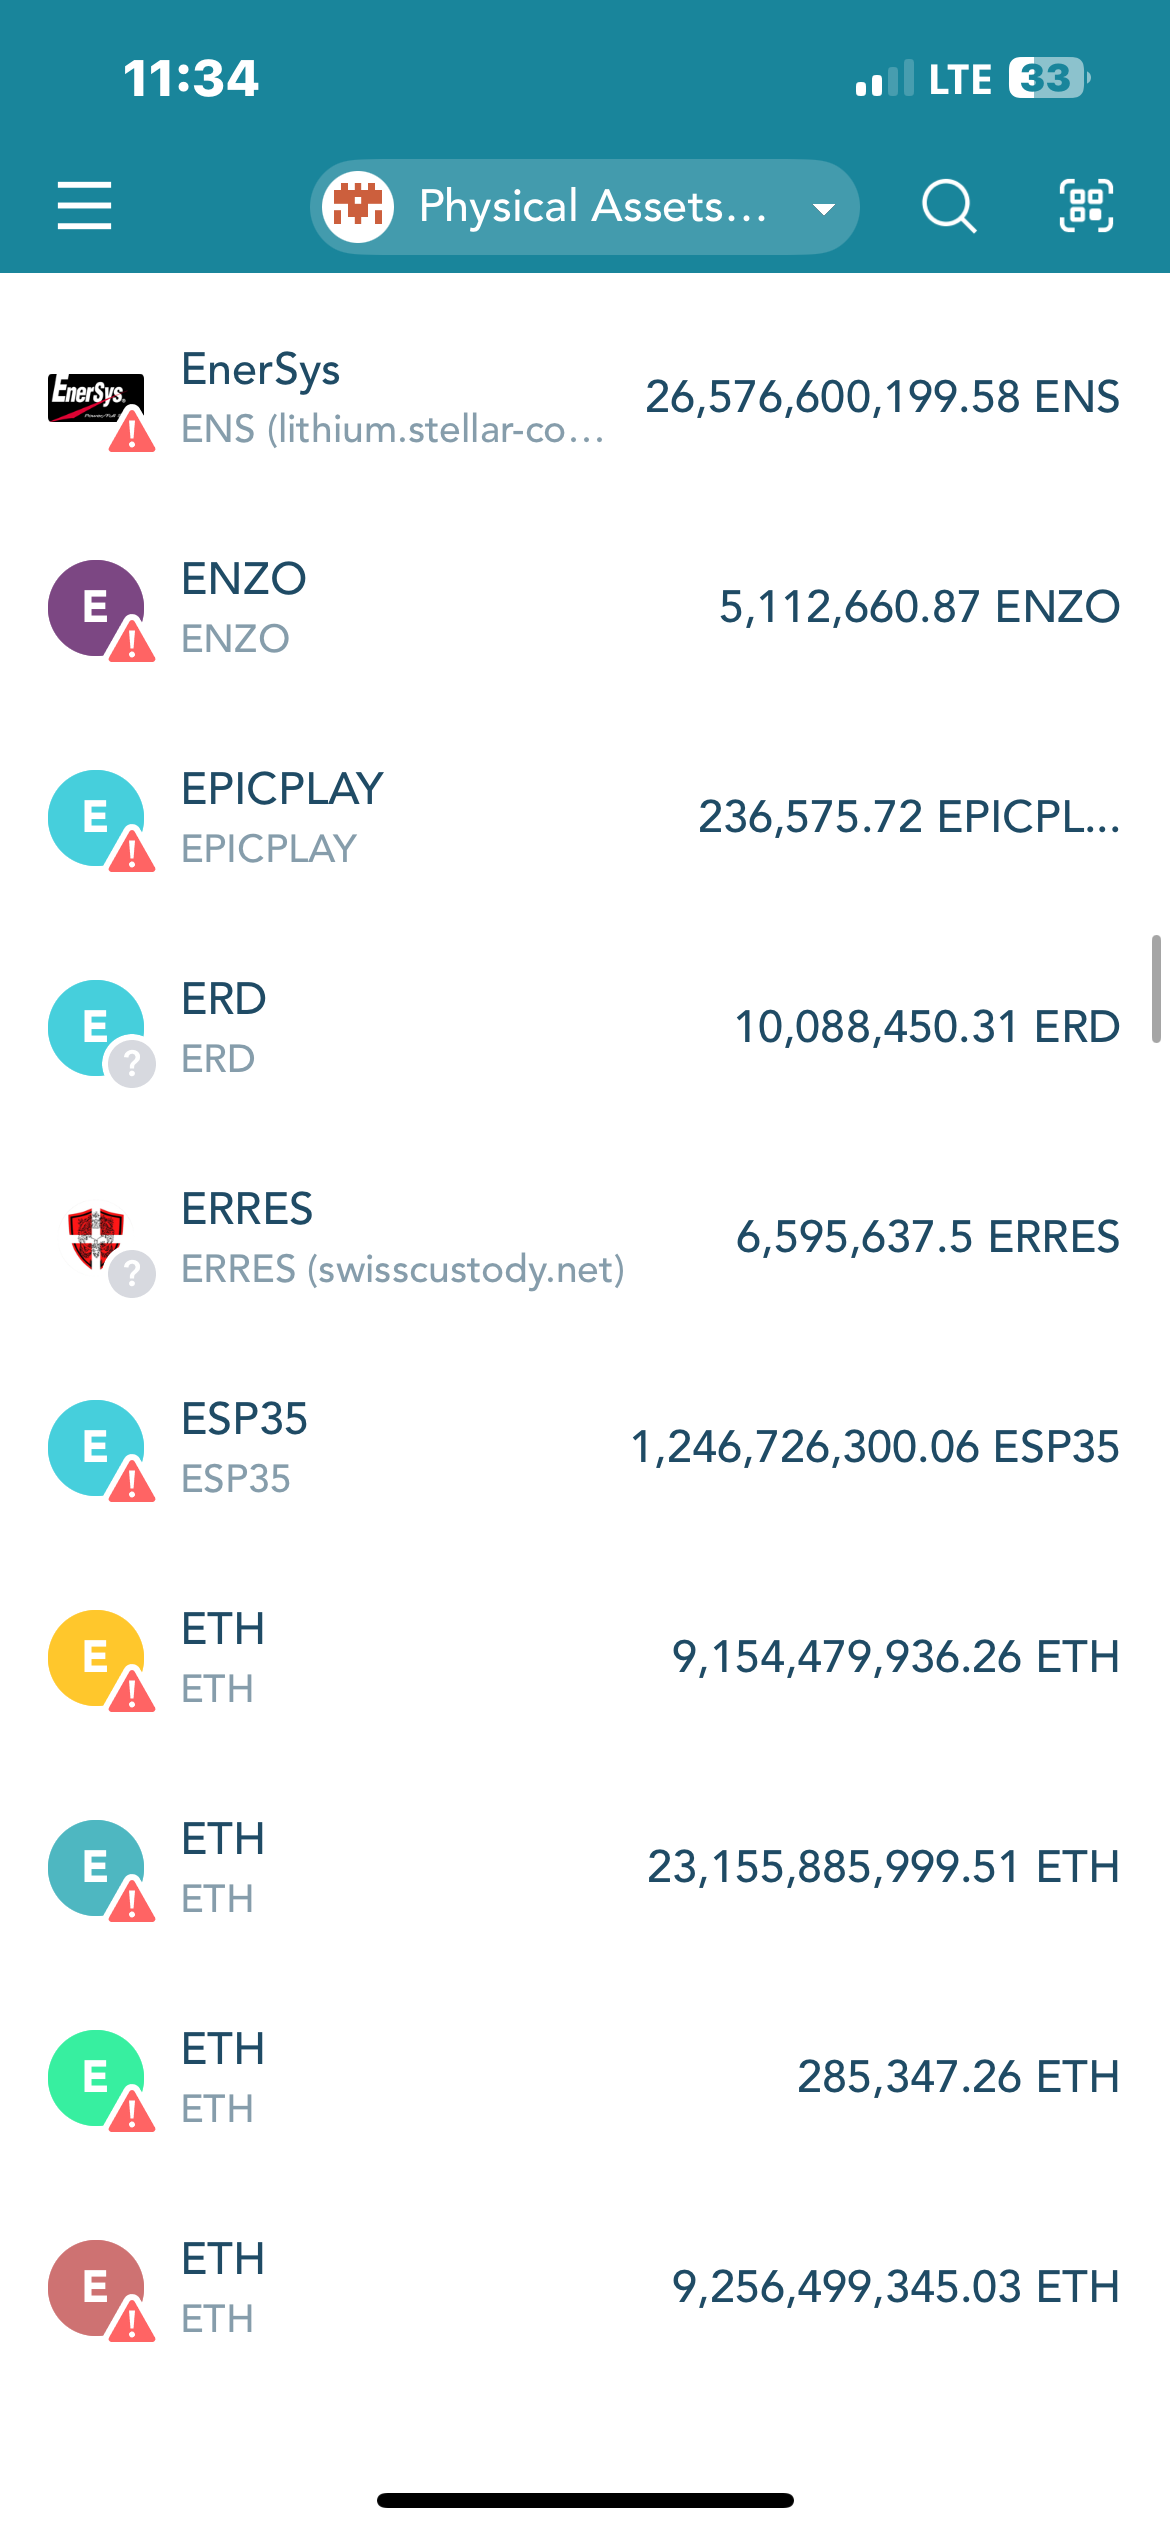 11:34
LTE 33
Physical Assets...
EnerSys
EnerSys
26,576,600,199.58 ENS
ENS (lithium.stellar-co...
E
ENZO
5,112,660.87 ENZO
ENZO
E
EPICPLAY
236,575.72 EPICPL...
EPICPLAY
E
ERD
10,088,450.31 ERD
?
ERD
ERRES
6,595,637.5 ERRES
?
ERRES (swisscustody.net)
E
ESP35
1,246,726,300.06 ESP35
ESP35
E
ETH
9,154,479,936.26 ETH
ETH
E
ETH
23,155,885,999.51 ETH
ETH
E
ETH
285,347.26 ETH
ETH
E
ETH
9,256,499,345.03 ETH
ETH